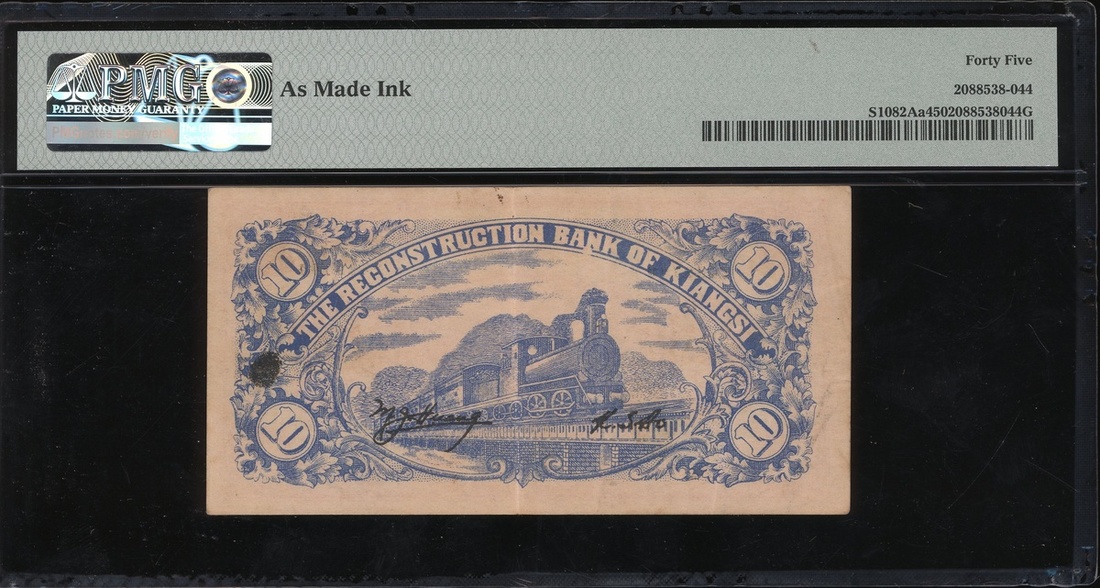 PMG
PAPER MONEY GUARANTY
As Made Ink
Forty Five
2088538-044
S1082Aa4502088538044G
THE RECONSTRUCTION BANK OF KIANGSI
10
10
10
10